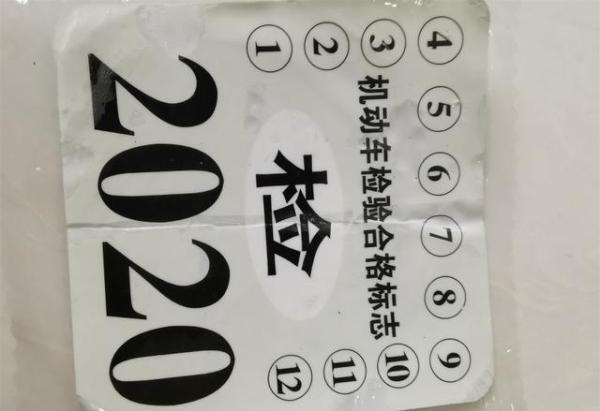 ④ ⑤ ⑥ ⑦ ⑧ ⑨
③ ⑩
机动车检验合格标志
② ⑪
① ⑫
检
2020